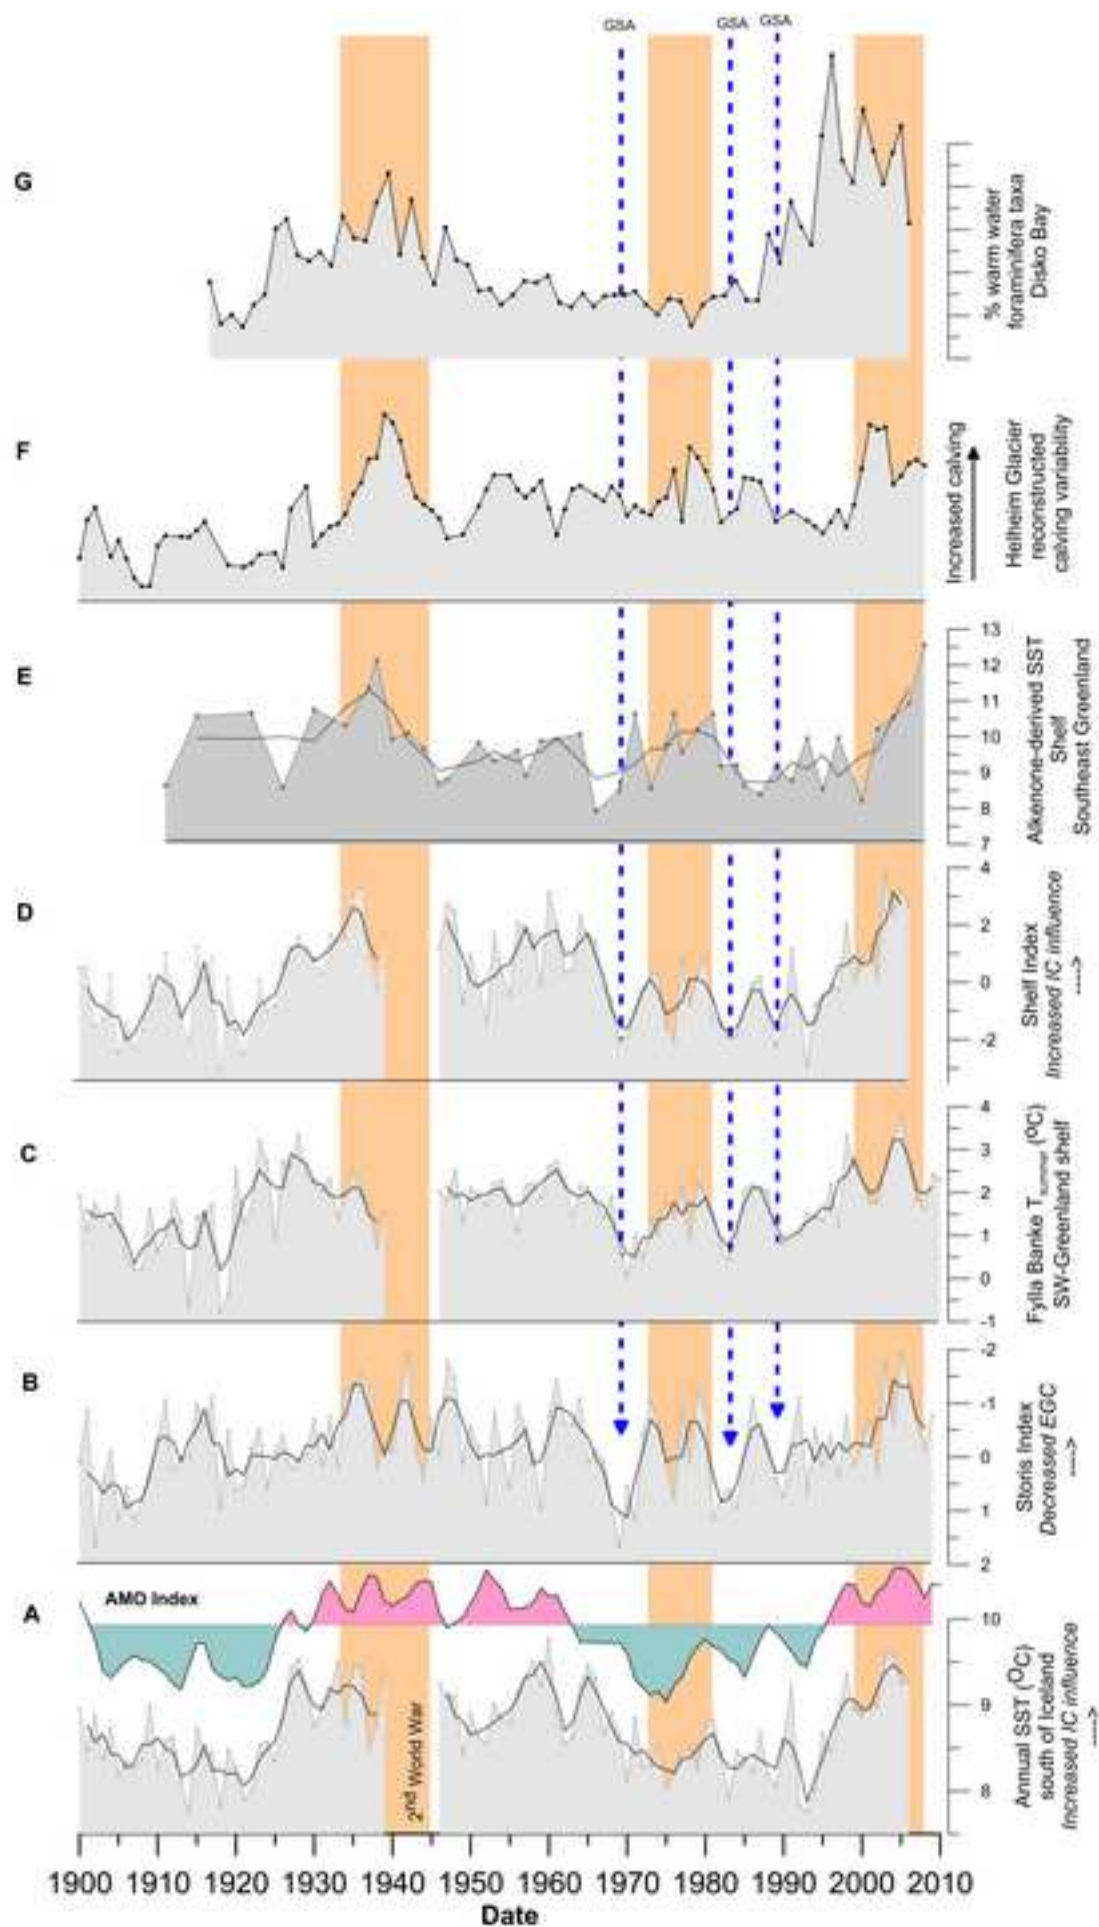 GSA
GSA
GSA
G
% warm water
foraminifera taxa
Disko Bay
F
Increased calving
Helheim Glacier
reconstructed
calving variability
E
13
12
11
10
9
8
7
Alkenone-derived SST
Shelf
Southeast Greenland
D
4
2
0
-2
Shelf Index
Increased IC influence
---->
C
4
3
2
1
0
-1
Fylla Banke T summer (ºC)
SW-Greenland shelf
B
-2
-1
0
1
2
Storis Index
Decreased EGC
---->
A
AMO Index
10
9
8
Annual SST (ºC)
south of Iceland
Increased IC influence
---->
2nd World War
1900 1910 1920 1930 1940 1950 1960 1970 1980 1990 2000 2010
Date